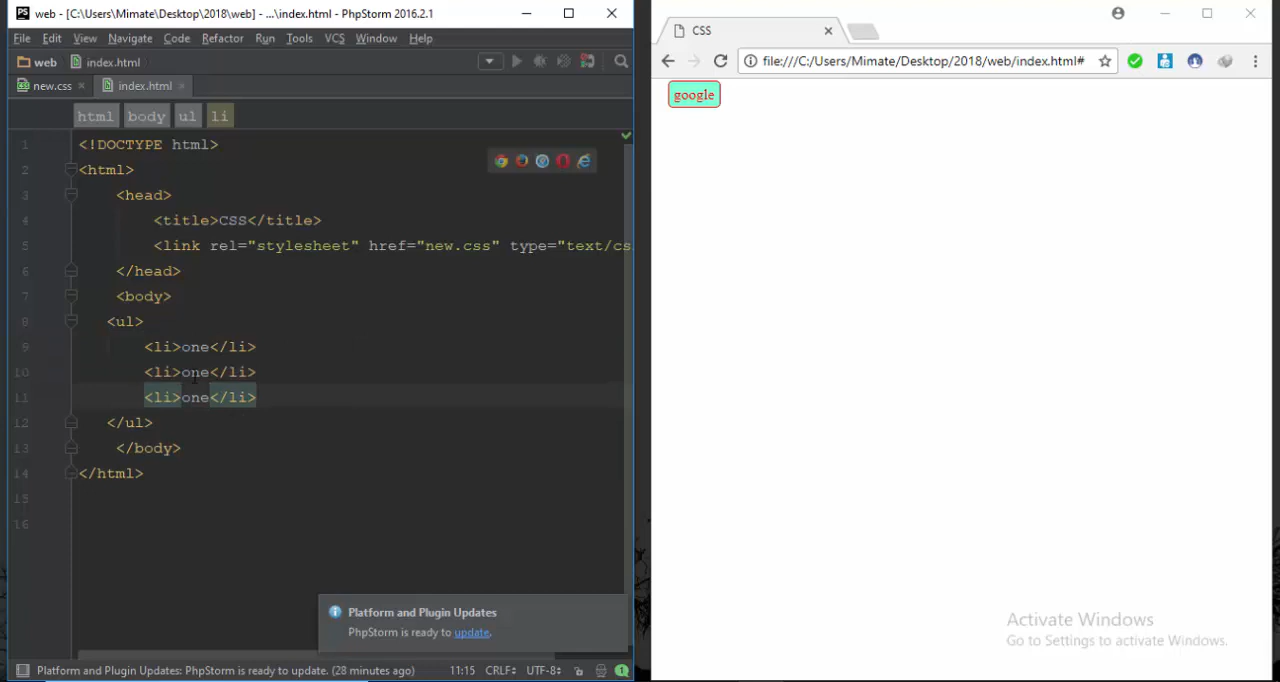 web - [C:\Users\Mimate\Desktop\2018\web] - ...\index.html - PhpStorm 2016.2.1
File Edit View Navigate Code Refactor Run Tools VCS Window Help
web index.html
new.css index.html
html body ul li
1 <!DOCTYPE html>
2 <html>
3 <head>
4 <title>CSS</title>
5 <link rel="stylesheet" href="new.css" type="text/cs
6 </head>
7 <body>
8 <ul>
9 <li>one</li>
10 <li>one</li>
11 <li>one</li>
12 </ul>
13 </body>
14 </html>
15
16
Platform and Plugin Updates
PhpStorm is ready to update.
Platform and Plugin Updates: PhpStorm is ready to update. (28 minutes ago) 11:15 CRLF UTF-8
CSS
file:///C:/Users/Mimate/Desktop/2018/web/index.html#
google
Activate Windows
Go to Settings to activate Windows.